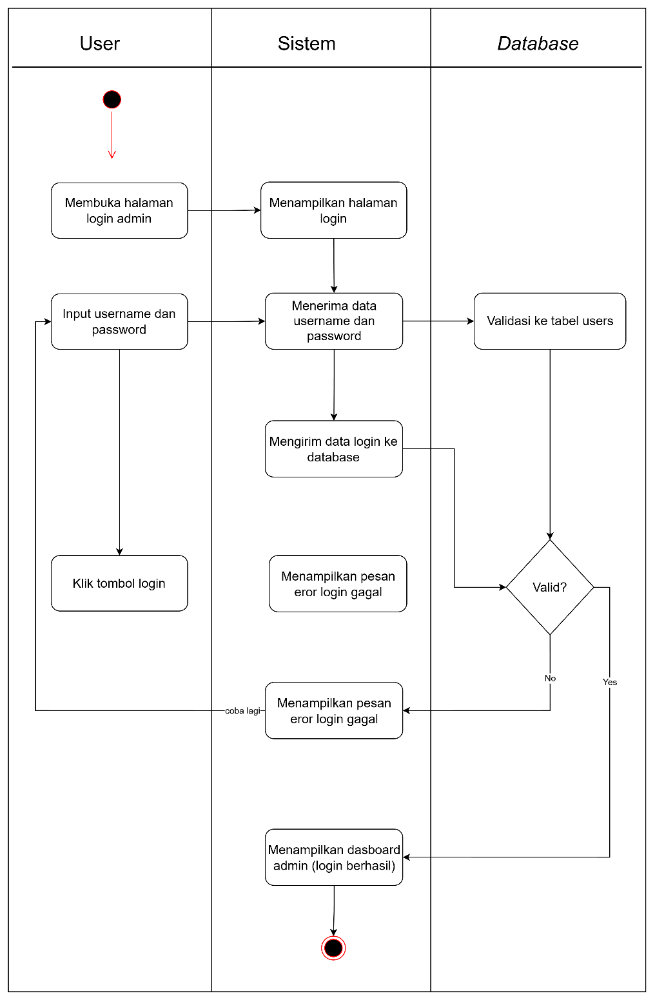 User
Sistem
Database
Membuka halaman
login admin
Menampilkan halaman
login
Input username dan
password
Menerima data
username dan
password
Validasi ke tabel users
Mengirim data login ke
database
Klik tombol login
Menampilkan pesan
eror login gagal
Valid?
No
Yes
Menampilkan pesan
eror login gagal
coba lagi
Menampilkan dasboard
admin (login berhasil)